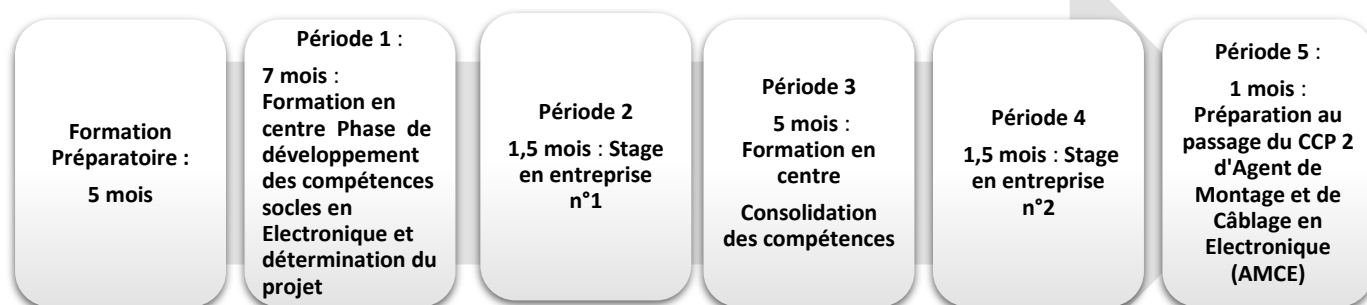 Formation
Préparatoire :
5 mois
Période 1 :
7 mois :
Formation en
centre Phase de
développement
des compétences
socles en
Electronique et
détermination du
projet
Période 2
1,5 mois : Stage
en entreprise
n°1
Période 3
5 mois :
Formation en
centre
Consolidation
des compétences
Période 4
1,5 mois : Stage
en entreprise
n°2
Période 5 :
1 mois :
Préparation au
passage du CCP 2
d'Agent de
Montage et de
Câblage en
Electronique
(AMCE)